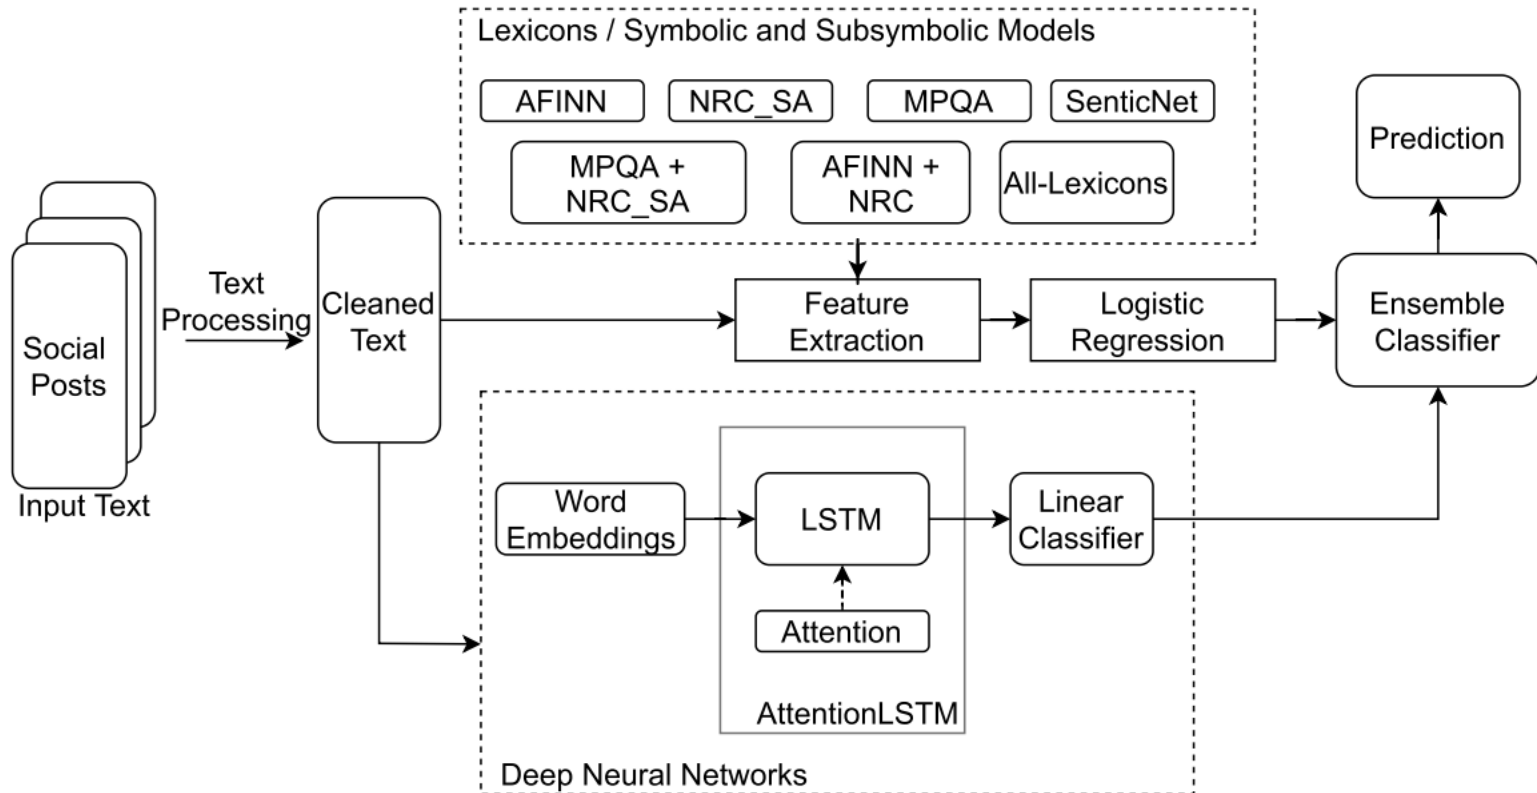 Lexicons / Symbolic and Subsymbolic Models
AFINN
NRC_SA
MPQA
SenticNet
MPQA +
NRC_SA
AFINN +
NRC
All-Lexicons
Prediction
Social
Posts
Input Text
Text
Processing
Cleaned
Text
Feature
Extraction
Logistic
Regression
Ensemble
Classifier
Word
Embeddings
LSTM
Attention
AttentionLSTM
Linear
Classifier
Deep Neural Networks